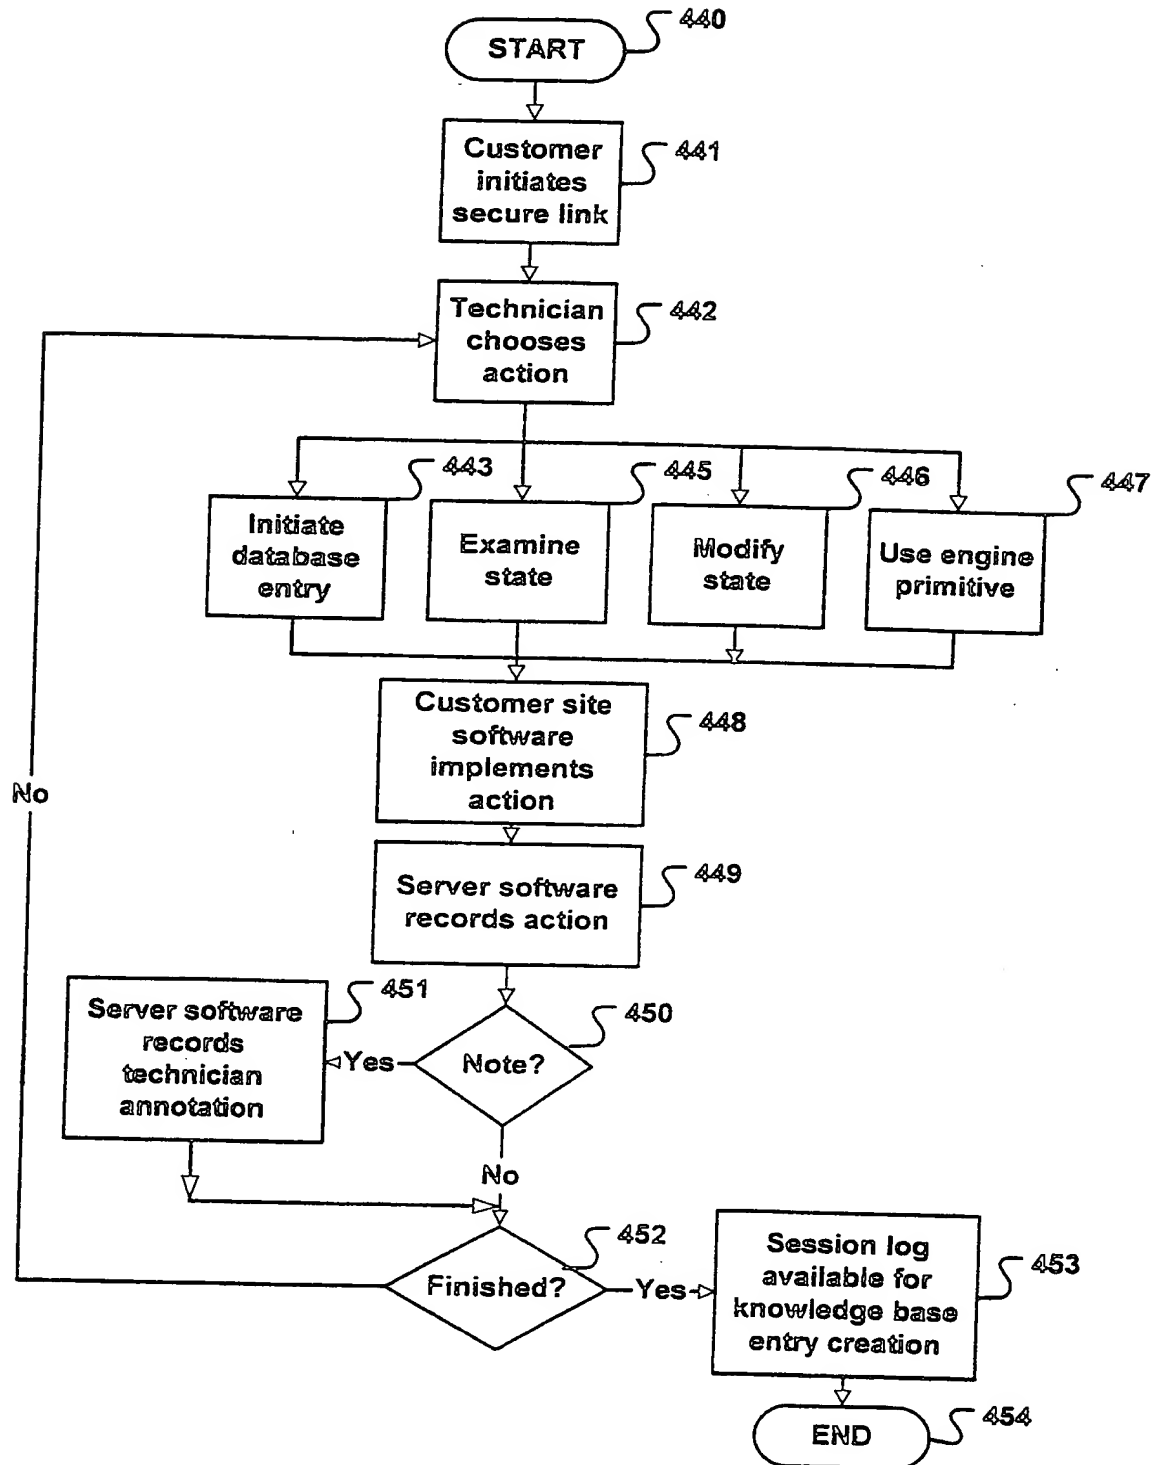 START
440
Customer
initiates
secure link
441
Technician
chooses
action
442
443
445
446
447
Initiate
database
entry
Examine
state
Modify
state
Use engine
primitive
Customer site
software
implements
action
448
No
Server software
records action
449
Server software
records
technician
annotation
451
Yes
Note?
450
No
Finished?
452
Yes
Session log
available for
knowledge base
entry creation
453
END
454